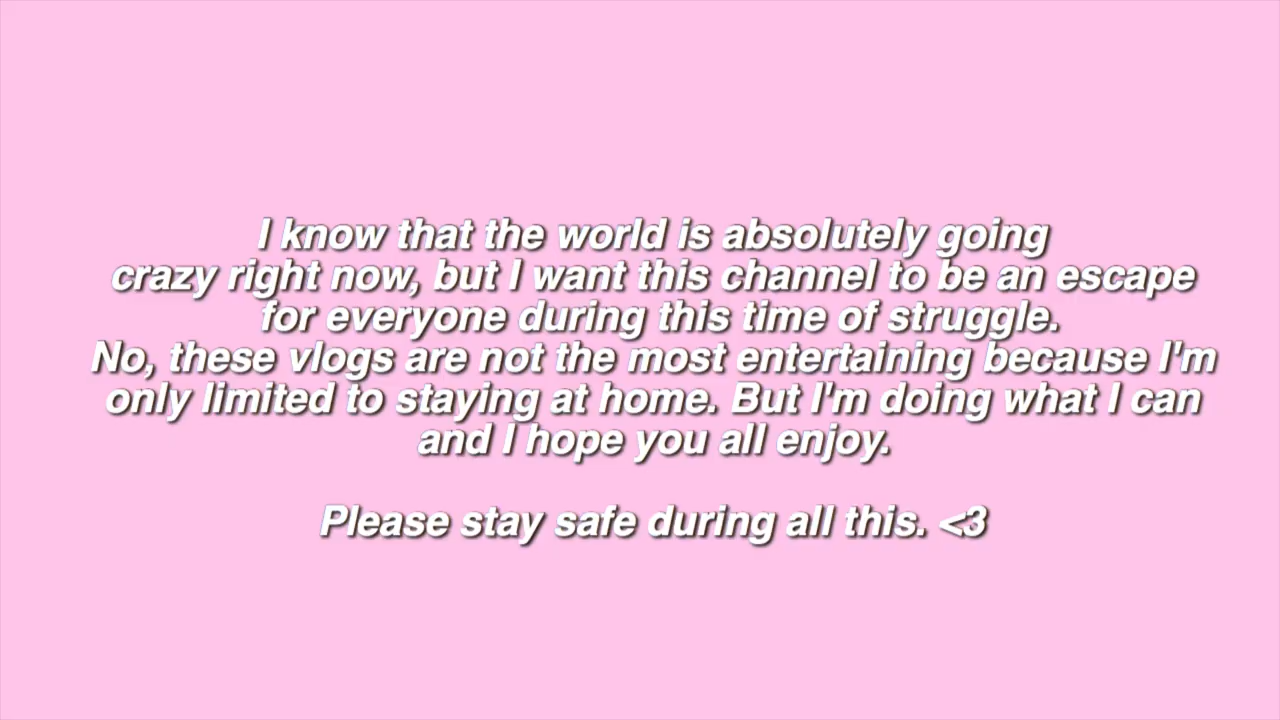 I know that the world is absolutely going
crazy right now, but I want this channel to be an escape
for everyone during this time of struggle.
No, these vlogs are not the most entertaining because I'm
only limited to staying at home. But I'm doing what I can
and I hope you all enjoy.
Please stay safe during all this. <3